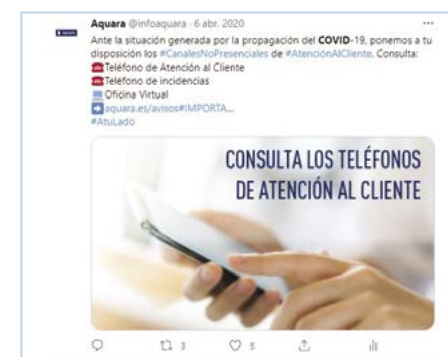 Aquara @infoaquara · 6 abr. 2020
Ante la situación generada por la propagación del COVID-19, ponemos a tu
disposición los #CanalesNoPresenciales de #AtenciónAlCliente. Consulta:
☎Teléfono de Atención al Cliente
☎Teléfono de incidencias
💻Oficina Virtual
➡aquara.es/avisos#IMPORTA...
#AtuLado
CONSULTA LOS TELÉFONOS
DE ATENCIÓN AL CLIENTE
3 5